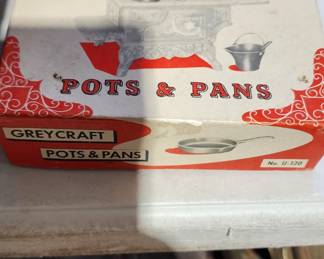 POTS & PANS
GREYCRAFT
POTS & PANS
No. U-120